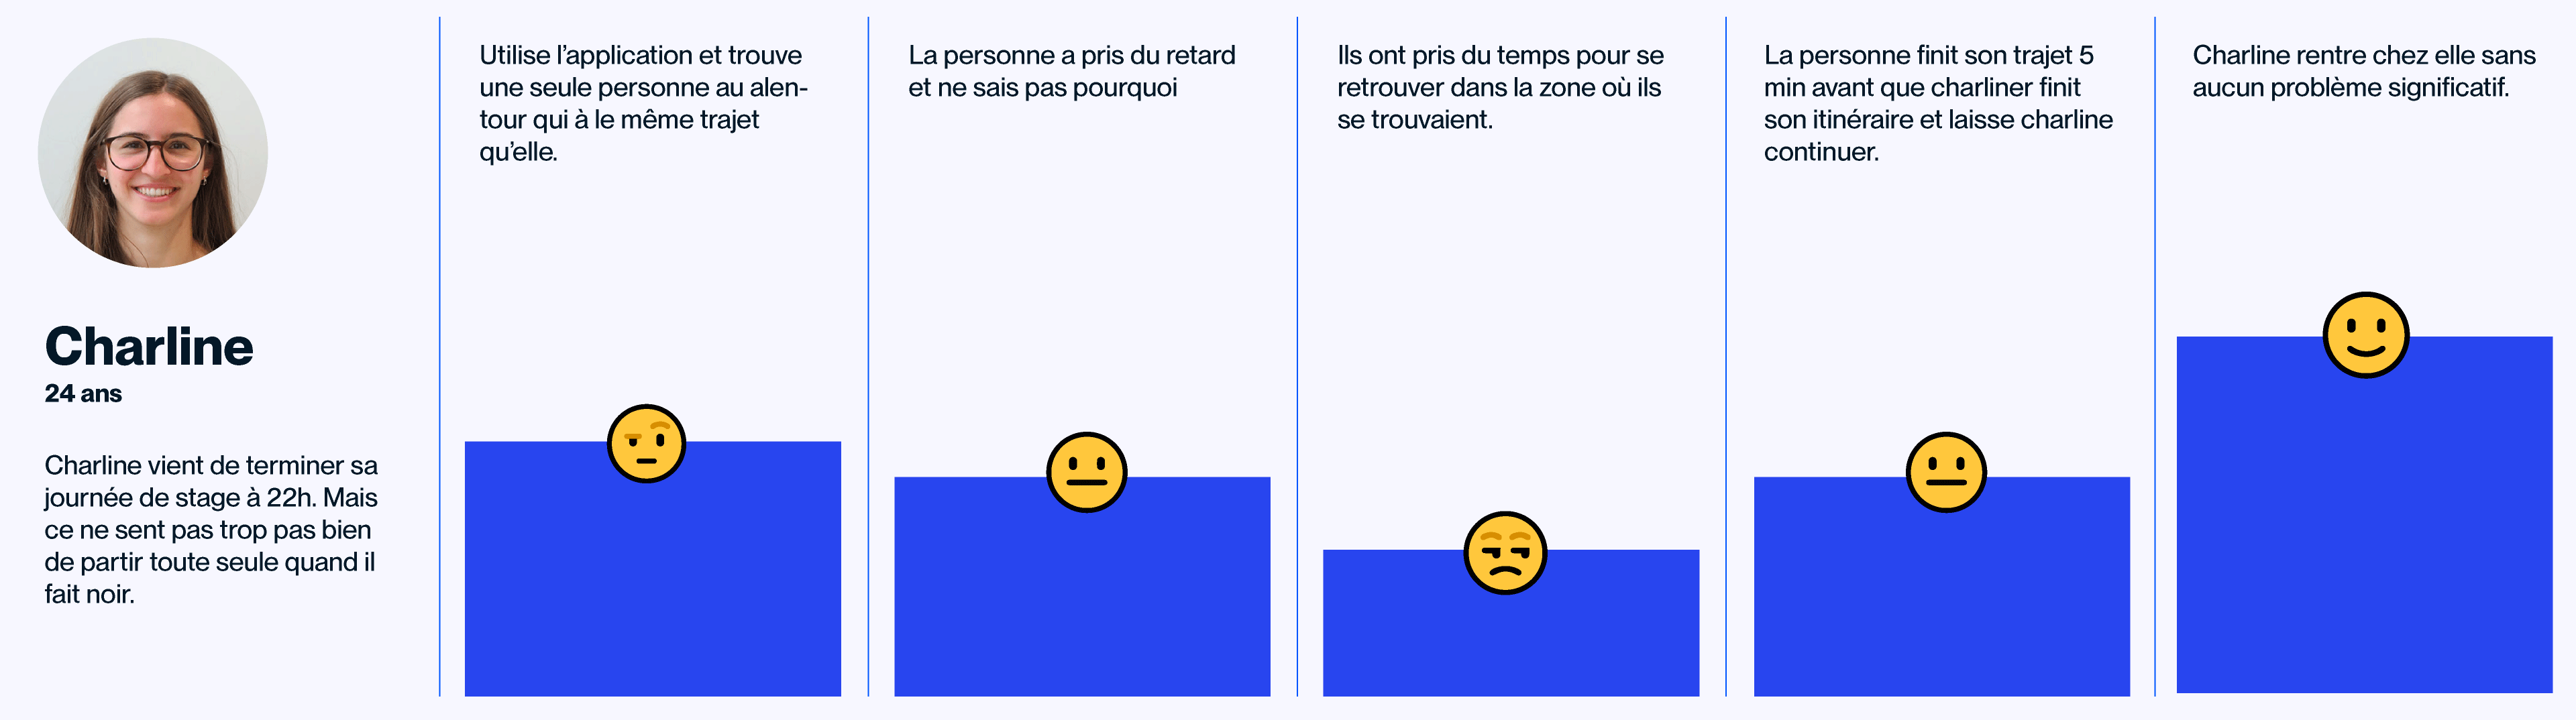 Charline
24 ans
Charline vient de terminer sa
journée de stage à 22h. Mais
ce ne sent pas trop pas bien
de partir toute seule quand il
fait noir.
Utilise l’application et trouve
une seule personne au alen-
tour qui à le même trajet
qu’elle.
La personne a pris du retard
et ne sais pas pourquoi
Ils ont pris du temps pour se
retrouver dans la zone où ils
se trouvaient.
La personne finit son trajet 5
min avant que charliner finit
son itinéraire et laisse charline
continuer.
Charline rentre chez elle sans
aucun problème significatif.